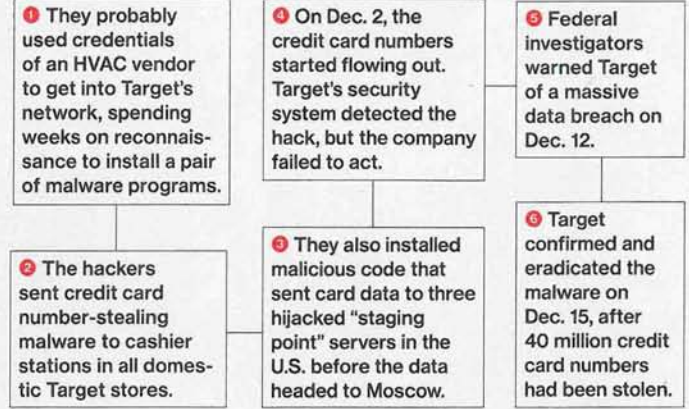 1 They probably
used credentials
of an HVAC vendor
to get into Target's
network, spending
weeks on reconnais-
sance to install a pair
of malware programs.
2 The hackers
sent credit card
number-stealing
malware to cashier
stations in all domes-
tic Target stores.
3 They also installed
malicious code that
sent card data to three
hijacked “staging
point” servers in the
U.S. before the data
headed to Moscow.
4 On Dec. 2, the
credit card numbers
started flowing out.
Target's security
system detected the
hack, but the company
failed to act.
5 Federal
investigators
warned Target
of a massive
data breach on
Dec. 12.
6 Target
confirmed and
eradicated the
malware on
Dec. 15, after
40 million credit
card numbers
had been stolen.